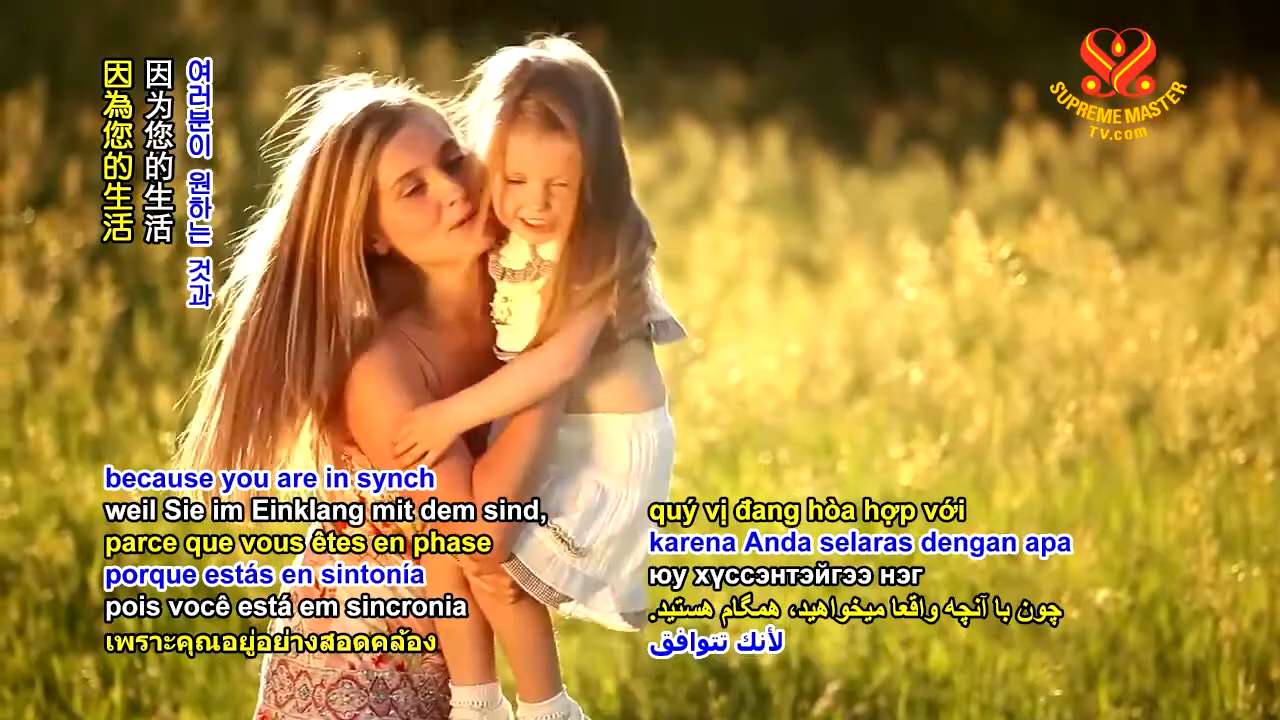 因為您的生活
因为您的生活
여러분이 원하는 것과
SUPREME MASTER
TV.com
because you are in synch
weil Sie im Einklang mit dem sind,
parce que vous êtes en phase
porque estás en sintonía
pois você está em sincronia
เพราะคุณอยู่อย่างสอดคล้อง
quý vị đang hòa hợp với
karena Anda selaras dengan apa
юу хүссэнтэйгээ нэг
چون با آنچه واقعا میخواهید، همگام هستید.
لأنك تتوافق